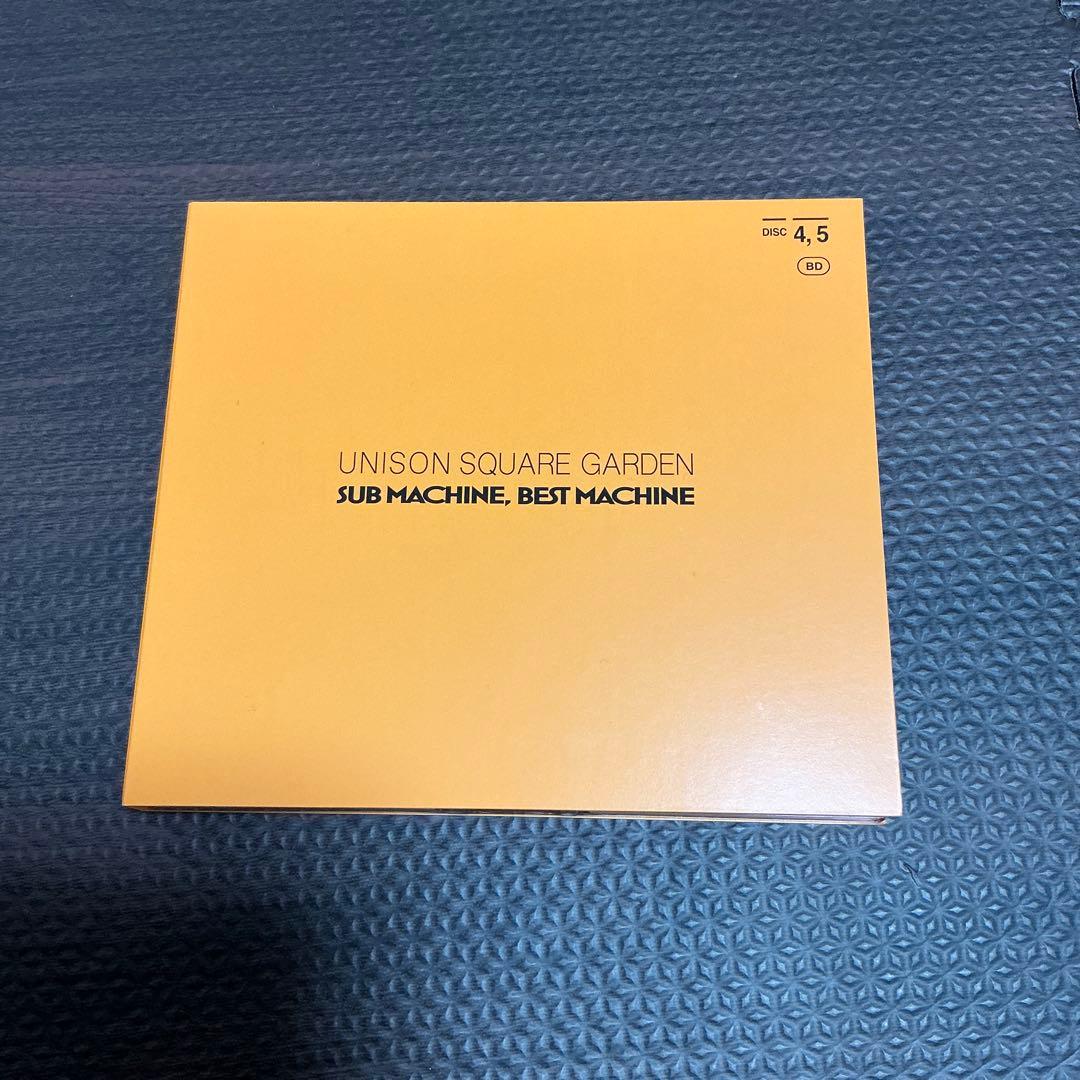 DISC 4, 5
BD
UNISON SQUARE GARDEN
SUB MACHINE, BEST MACHINE